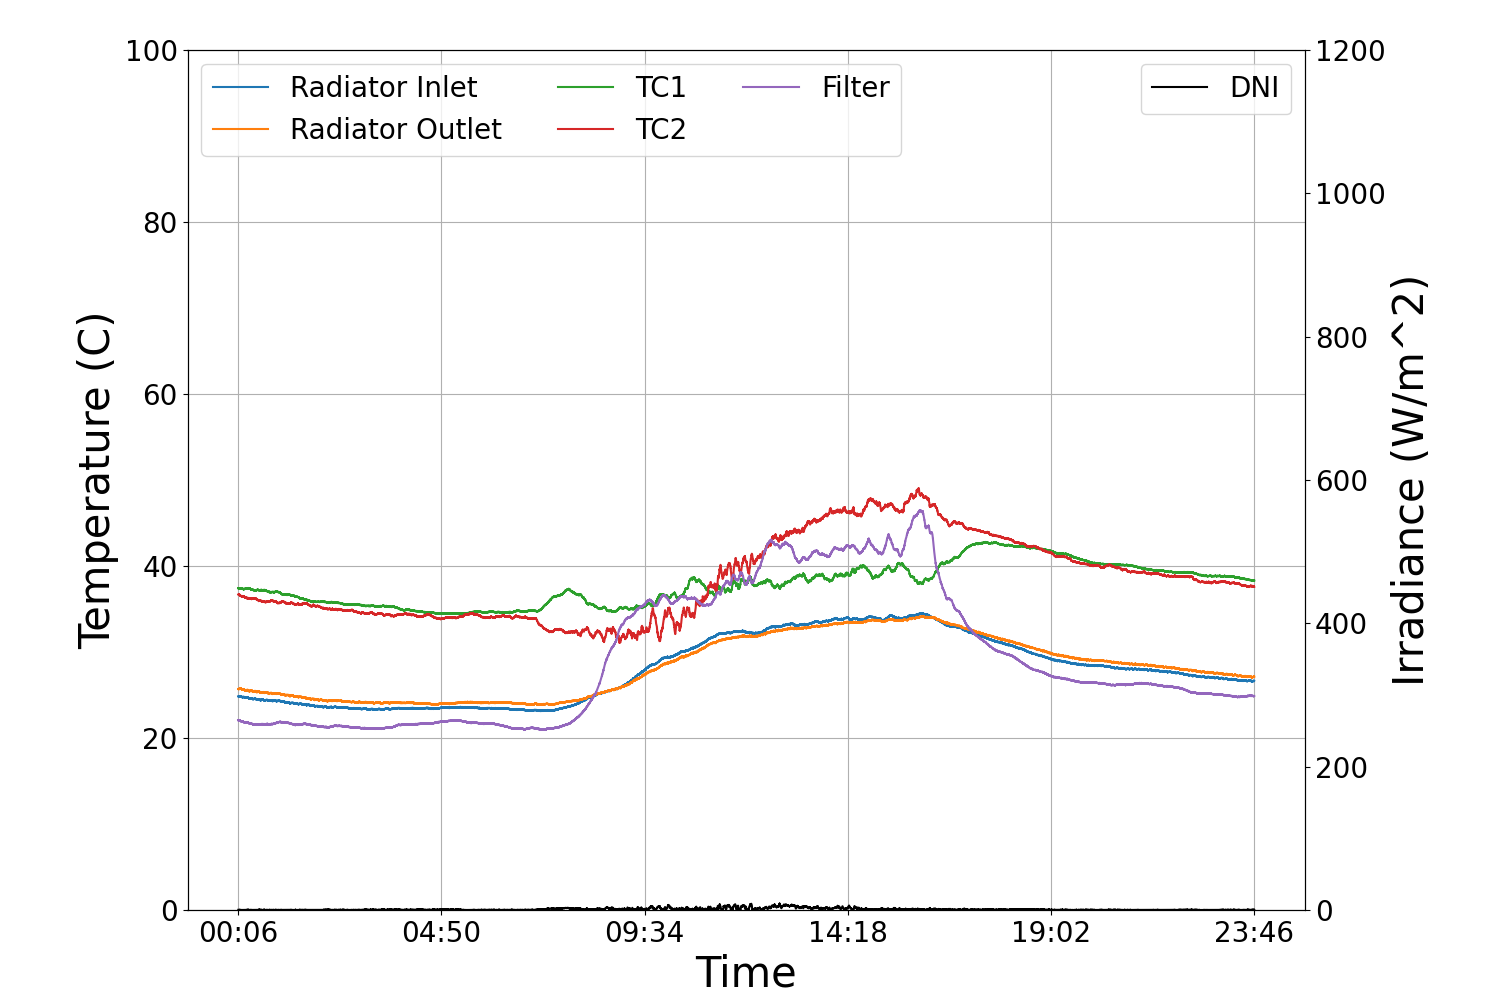 100
80
60
40
20
0
Temperature (C)
Radiator Inlet
Radiator Outlet
TC1
TC2
Filter
DNI
1200
1000
800
600
400
200
0
Irradiance (W/m^2)
00:06 04:50 09:34 14:18 19:02 23:46
Time